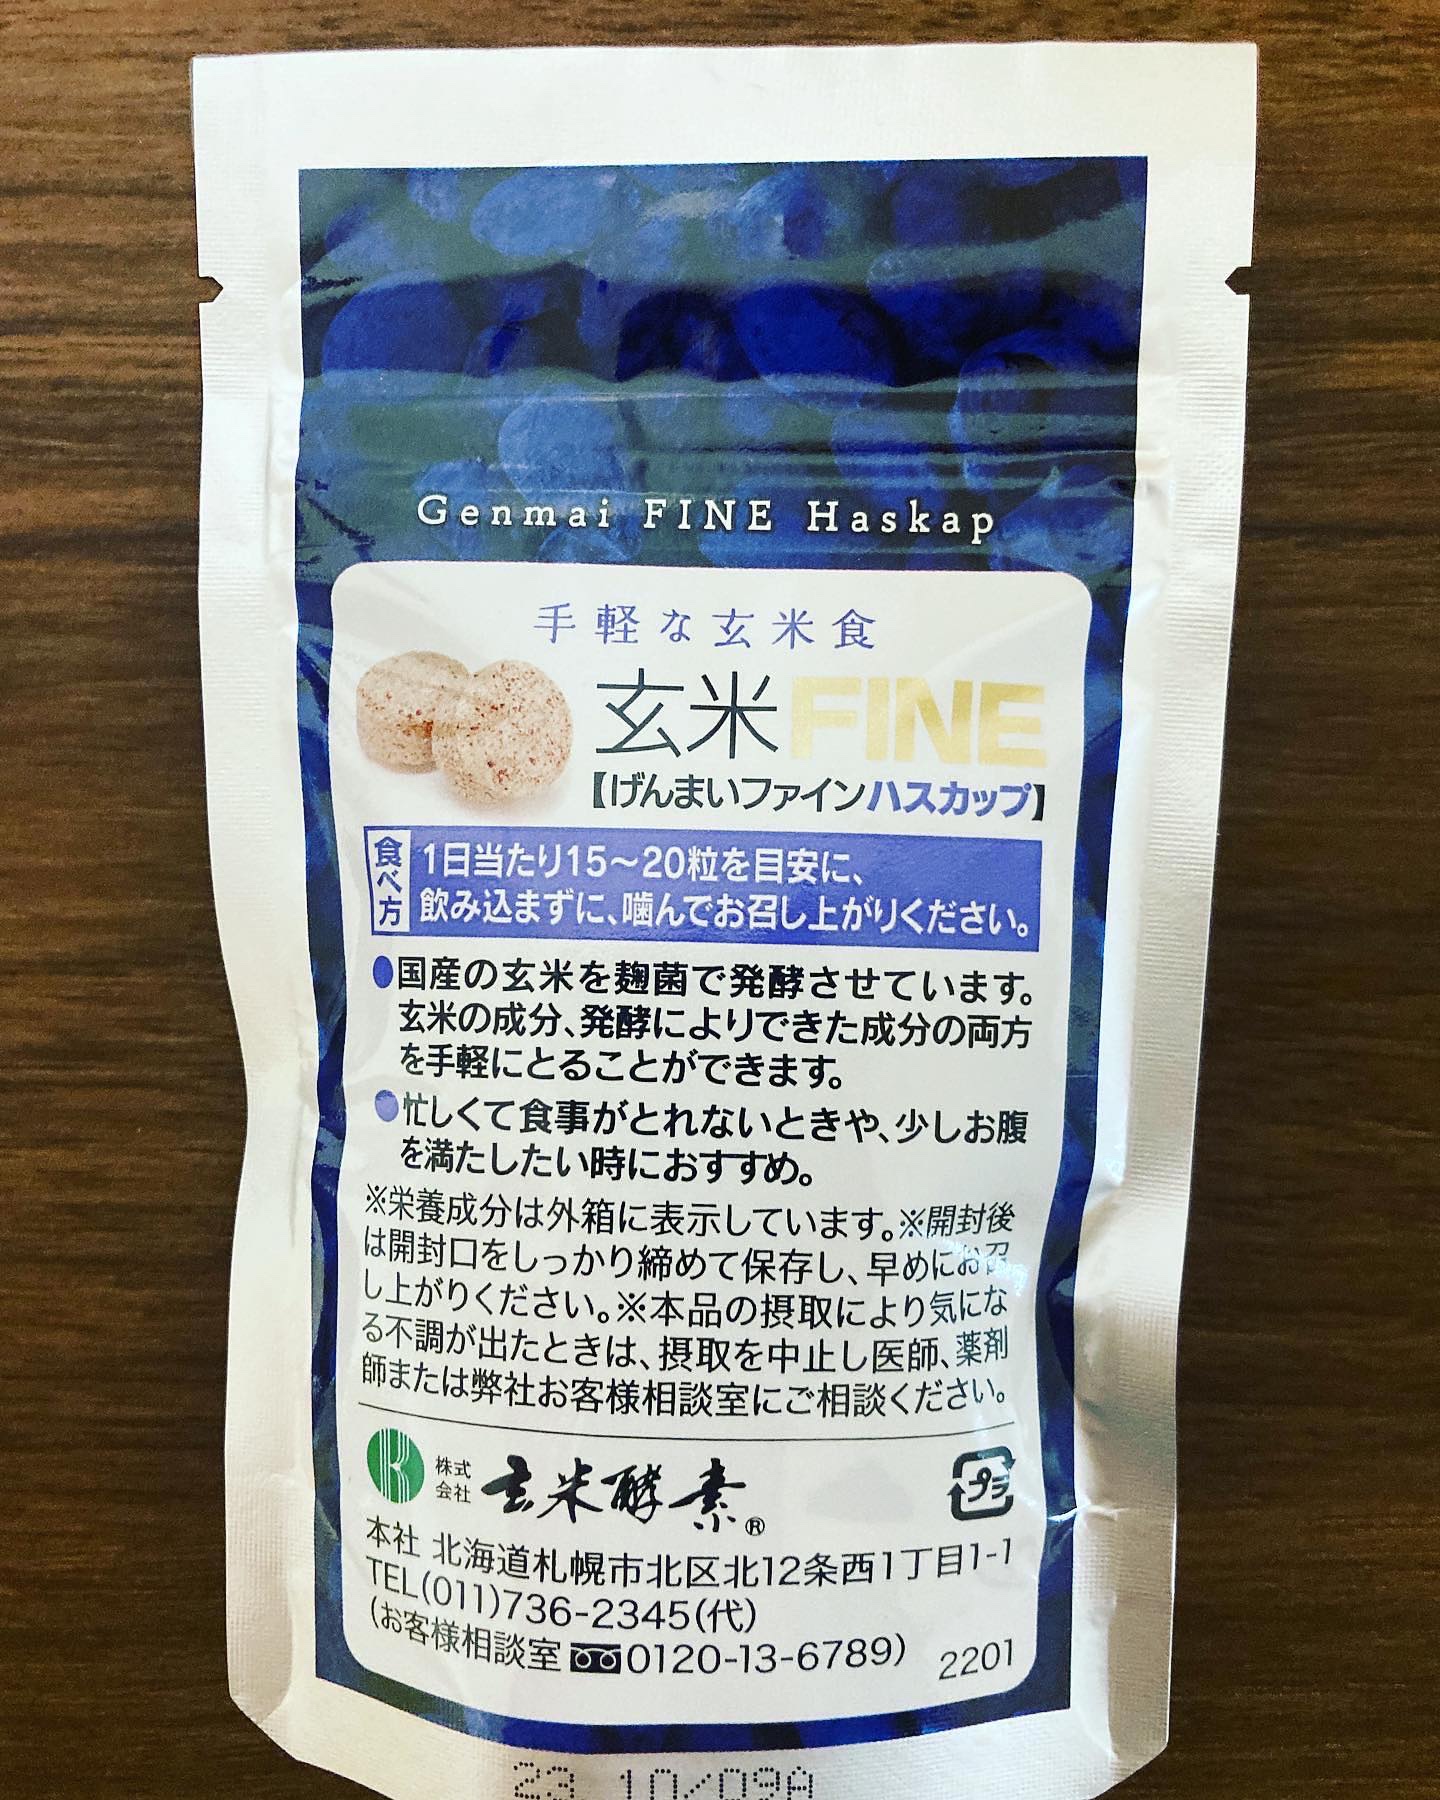 Genmai FINE Haskap
手軽な玄米食
玄米FINE
【げんまいファインハスカップ】
食べ方
1日当たり15～20粒を目安に、
飲み込まずに、噛んでお召し上がりください。
●国産の玄米を麹菌で発酵させています。
玄米の成分、発酵によりできた成分の両方
を手軽にとることができます。
●忙しくて食事がとれないときや、少しお腹
を満たしたい時におすすめ。
※栄養成分は外箱に表示しています。※開封後
は開封口をしっかり締めて保存し、早めにお召
し上がりください。※本品の摂取により気にな
る不調が出たときは、摂取を中止し医師、薬剤
師または弊社お客様相談室にご相談ください。
株式会社 玄米酵素®
プラ
本社 北海道札幌市北区北12条西1丁目1-1
TEL(011)736-2345(代)
(お客様相談室 0120-13-6789)
2201
23.10/09A